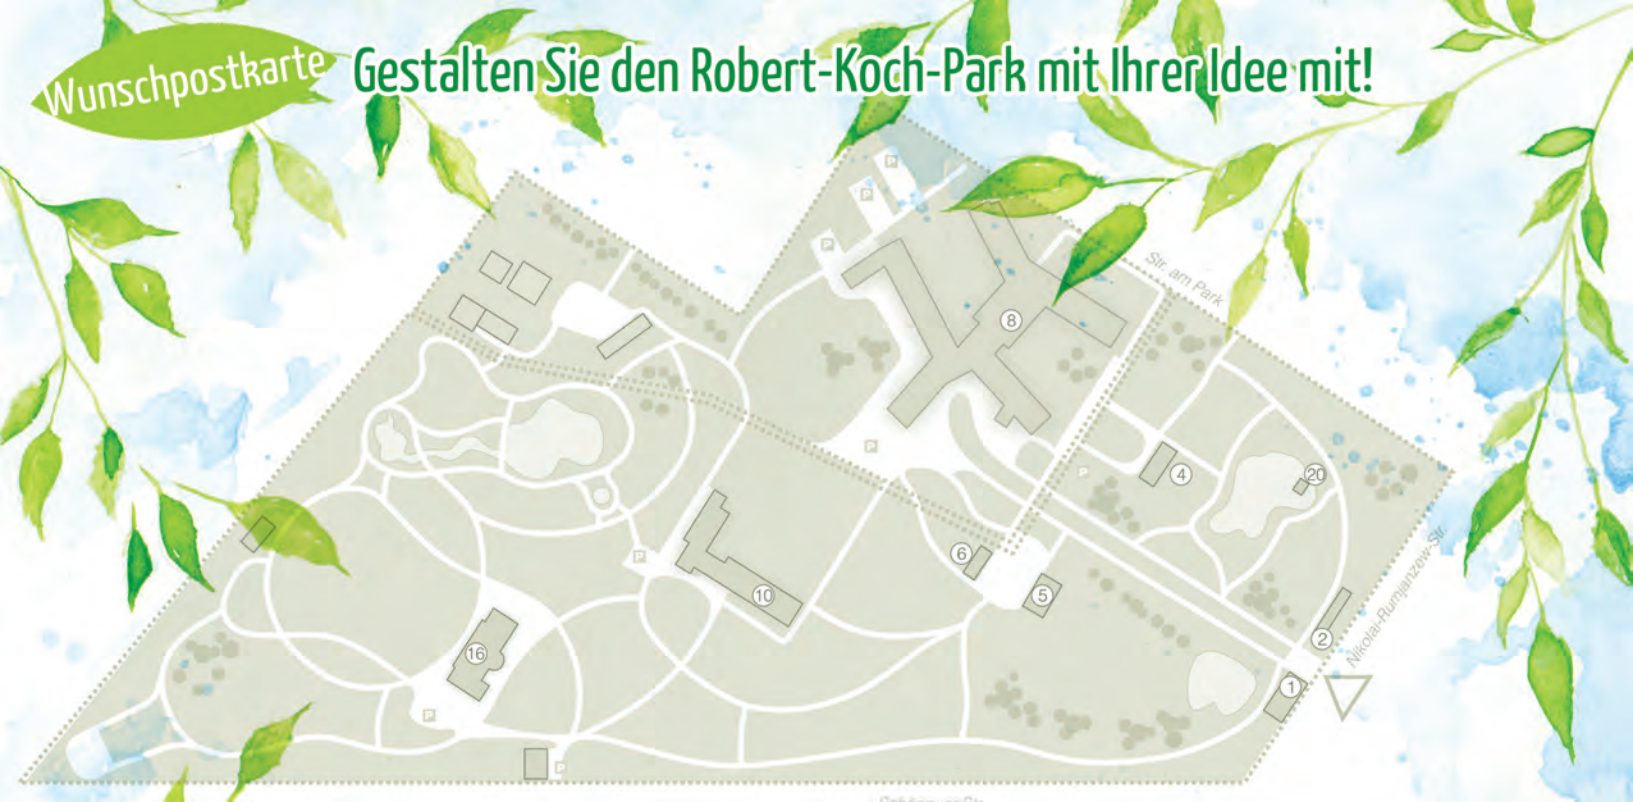 Wunschpostkarte
Gestalten Sie den Robert-Koch-Park mit Ihrer Idee mit!
P
P
P
Str. am Park
8
P
P
4
20
6
P
10
5
16
2
Nikolai-Rumjanzew-Str.
1
P
P